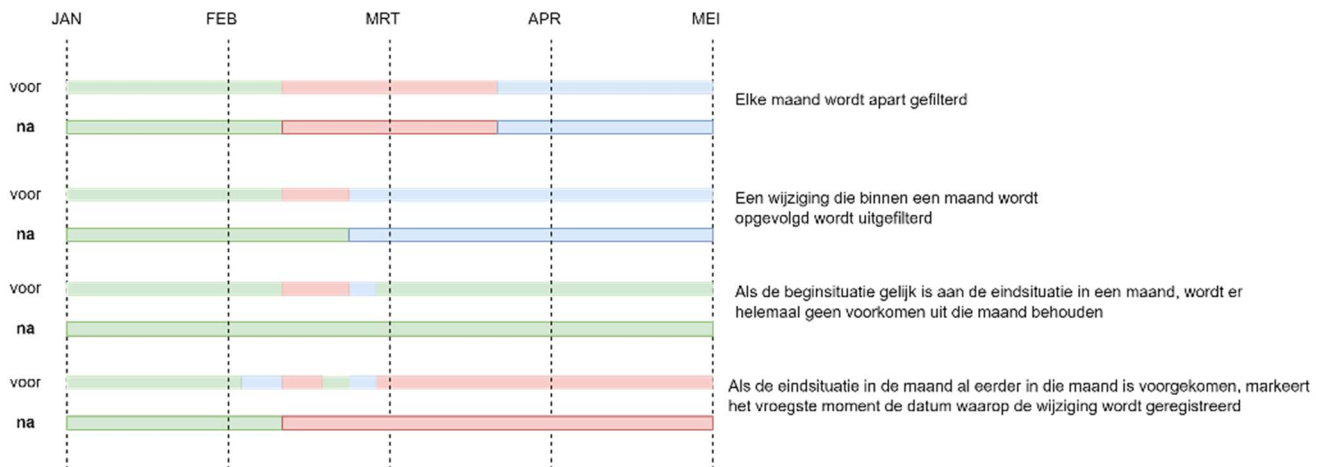 JAN FEB MRT APR MEI
voor
Elke maand wordt apart gefilterd
na
voor
Een wijziging die binnen een maand wordt
opgevolgd wordt uitgefilterd
na
voor
Als de beginsituatie gelijk is aan de eindsituatie in een maand, wordt er
helemaal geen voorkomen uit die maand behouden
na
voor
Als de eindsituatie in de maand al eerder in die maand is voorgekomen, markeert
het vroegste moment de datum waarop de wijziging wordt geregistreerd
na